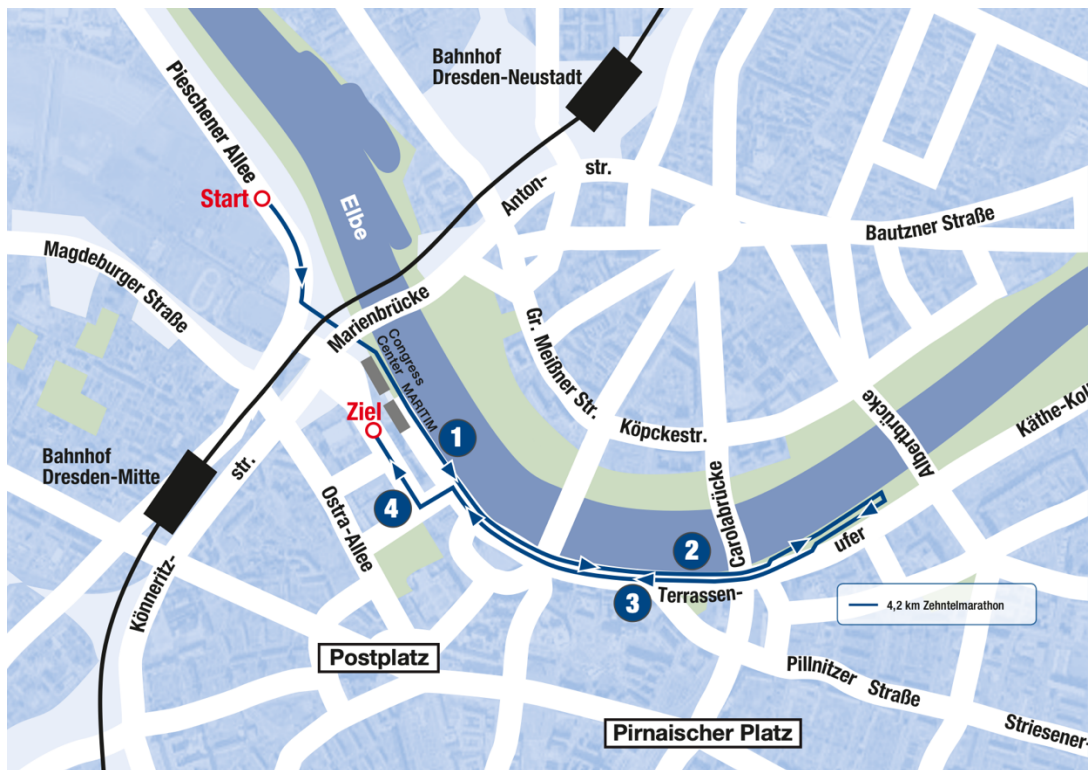 Bahnhof
Dresden-Neustadt
Pieschener Allee
Start
Elbe
Anton-
str.
Bautzner Straße
Magdeburger Straße
Marienbrücke
Congress
Center
MARITIM
Gr. Meißner Str.
Ziel
1
Köpckestr.
Albertbrücke
Käthe-Kol
Bahnhof
Dresden-Mitte
str.
Ostra-Allee
4
Carolabrücke
2
ufer
3
Terrassen-
Könneritz-
4,2 km Zehntelmarathon
Postplatz
Pillnitzer Straße
Pirnaischer Platz
Striesener-